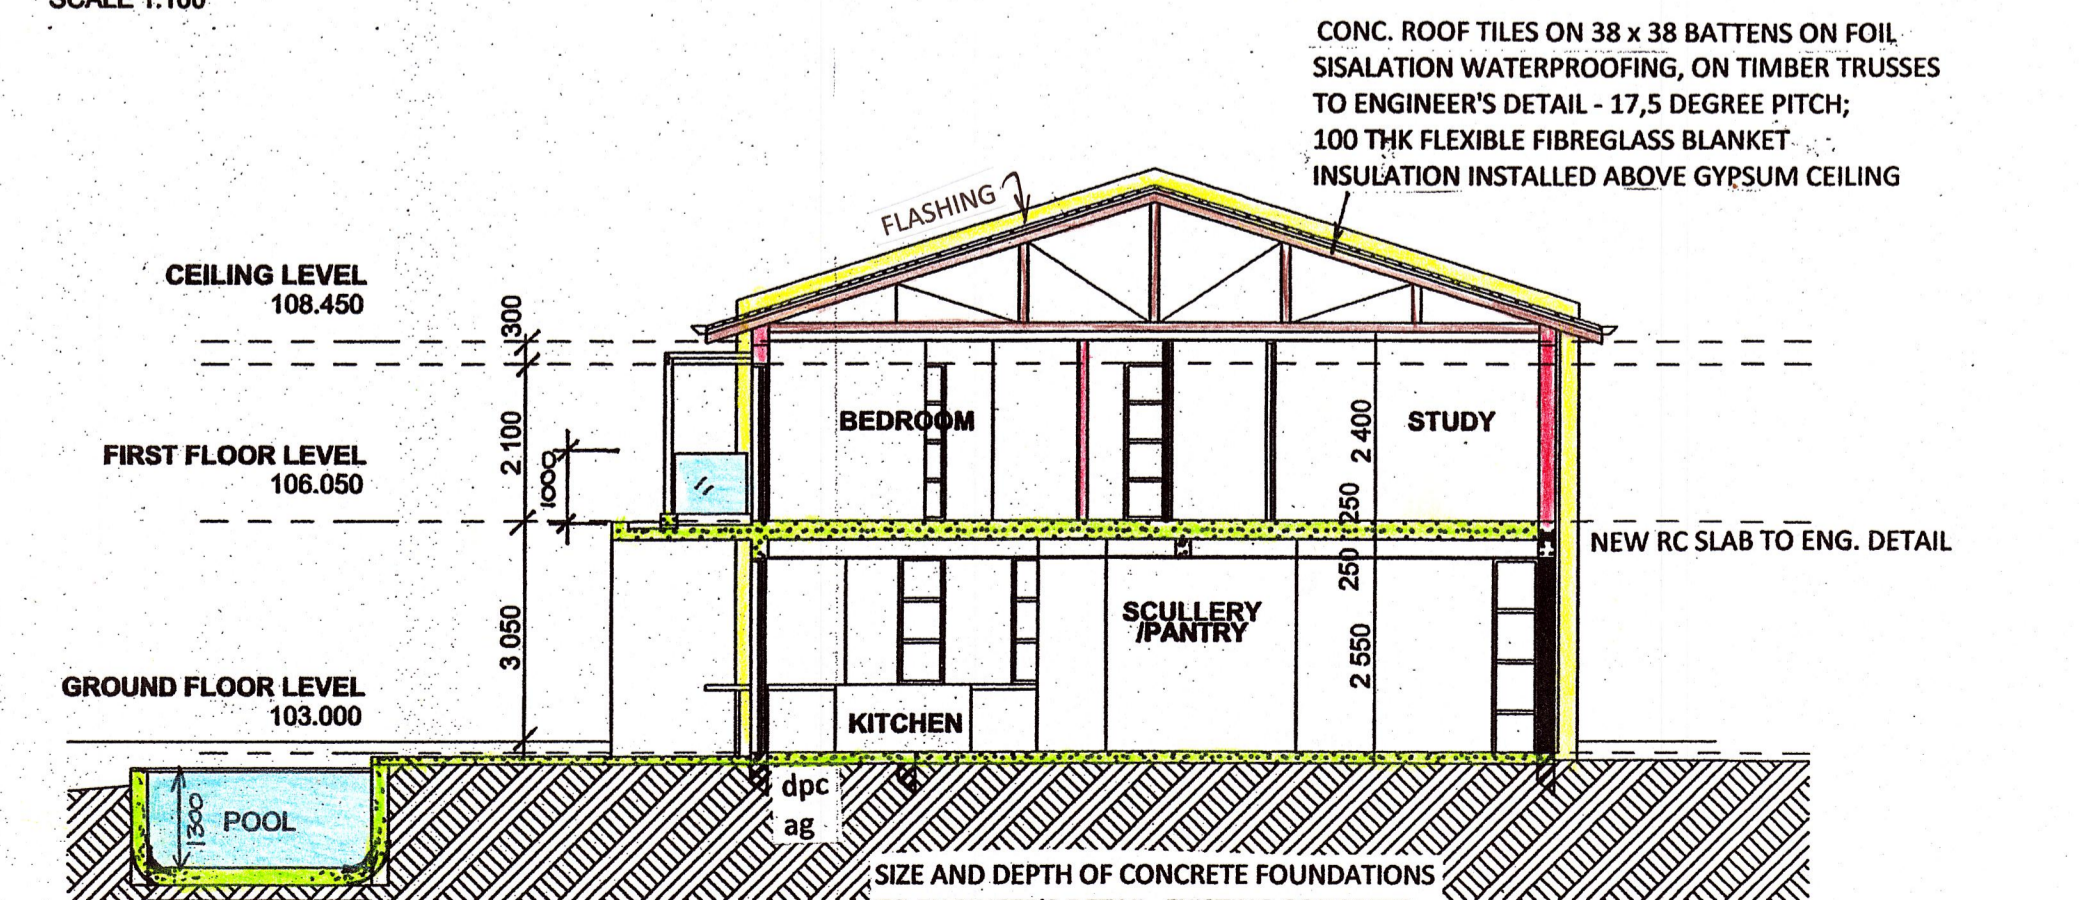 SCALE 1:100
CONC. ROOF TILES ON 38 x 38 BATTENS ON FOIL
SISALATION WATERPROOFING, ON TIMBER TRUSSES
TO ENGINEER'S DETAIL - 17,5 DEGREE PITCH;
100 THK FLEXIBLE FIBREGLASS BLANKET
INSULATION INSTALLED ABOVE GYPSUM CEILING
FLASHING
CEILING LEVEL
108.450
300
2 100
1000
FIRST FLOOR LEVEL
106.050
BEDROOM
2 400
STUDY
250
NEW RC SLAB TO ENG. DETAIL
250
3 050
SCULLERY
/PANTRY
2 550
GROUND FLOOR LEVEL
103.000
KITCHEN
1300
POOL
dpc
ag
SIZE AND DEPTH OF CONCRETE FOUNDATIONS